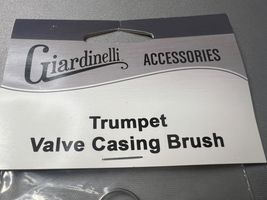 Giardinelli ACCESSORIES
Trumpet
Valve Casing Brush